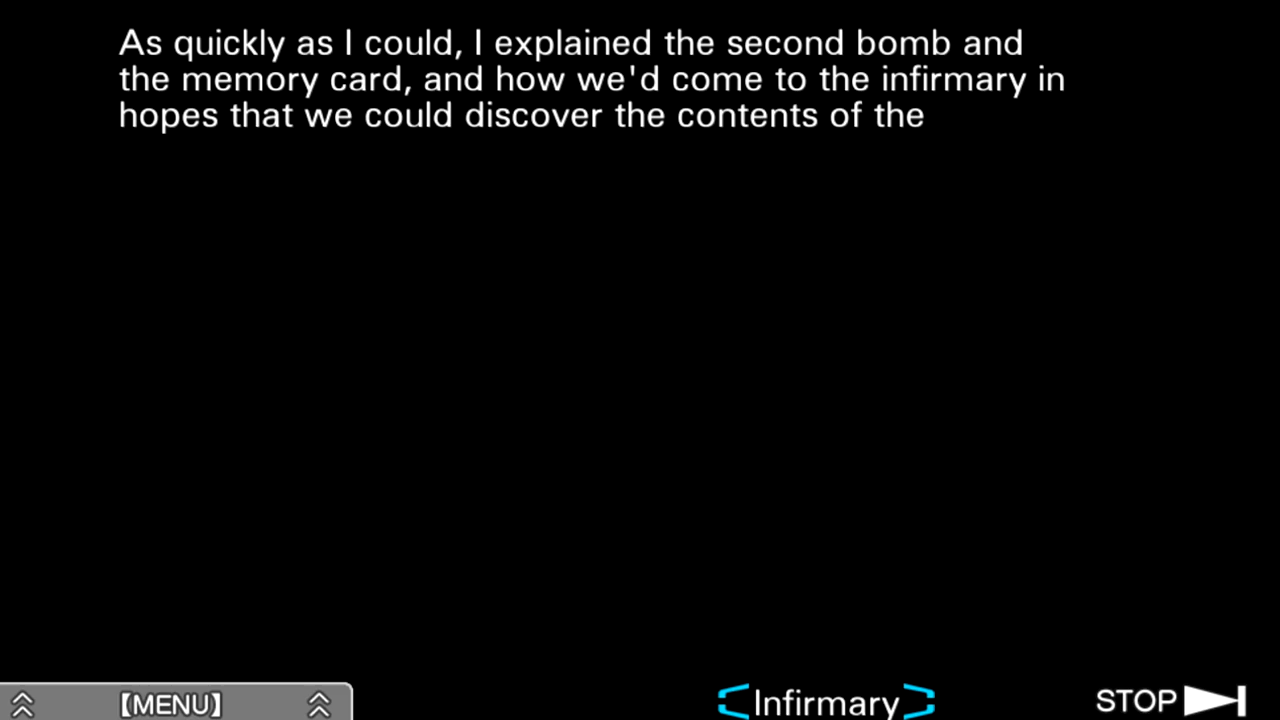 As quickly as I could, I explained the second bomb and
the memory card, and how we'd come to the infirmary in
hopes that we could discover the contents of the
【MENU】
Infirmary
STOP